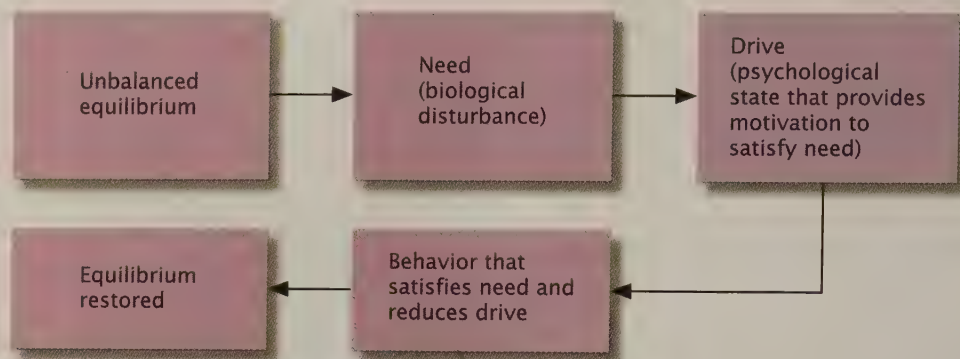 Unbalanced
equilibrium
Need
(biological
disturbance)
Drive
(psychological
state that provides
motivation to
satisfy need)
Equilibrium
restored
Behavior that
satisfies need and
reduces drive